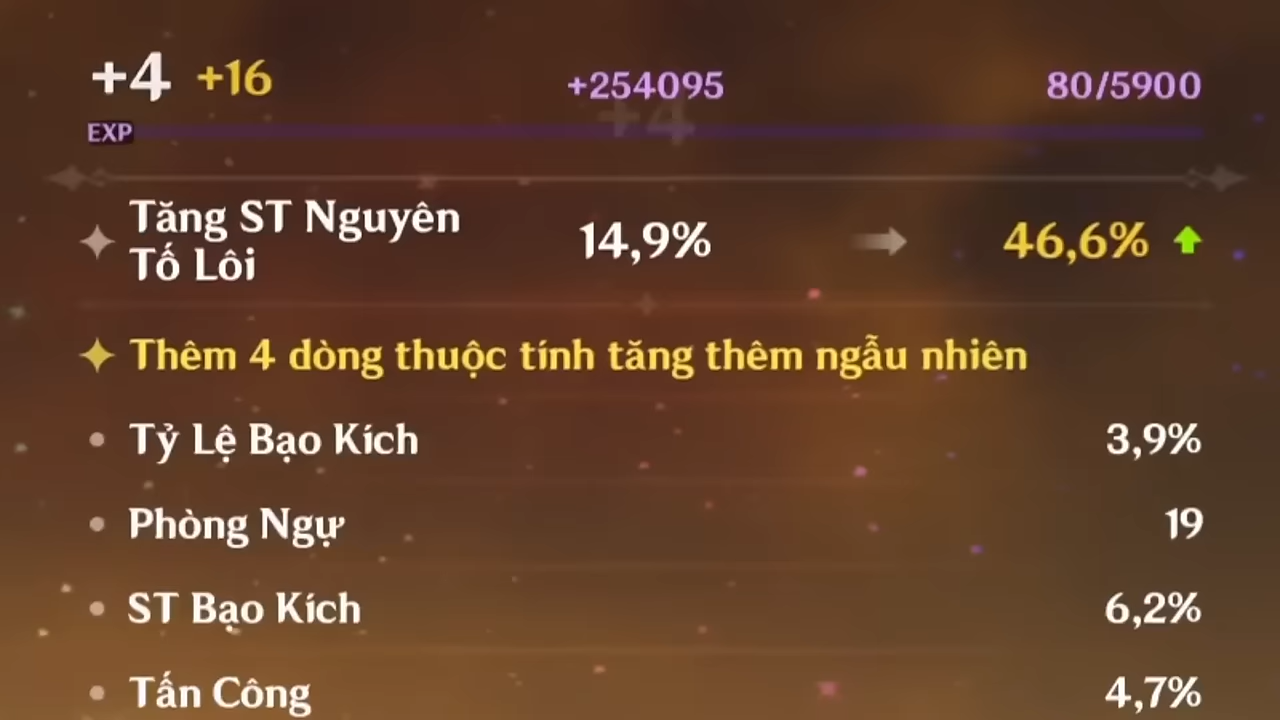 +4 +16 +254095 80/5900
+4
EXP
Tăng ST Nguyên
Tố Lôi 14,9% 46,6%
Thêm 4 dòng thuộc tính tăng thêm ngẫu nhiên
Tỷ Lệ Bạo Kích 3,9%
Phòng Ngự 19
ST Bạo Kích 6,2%
Tấn Công 4,7%